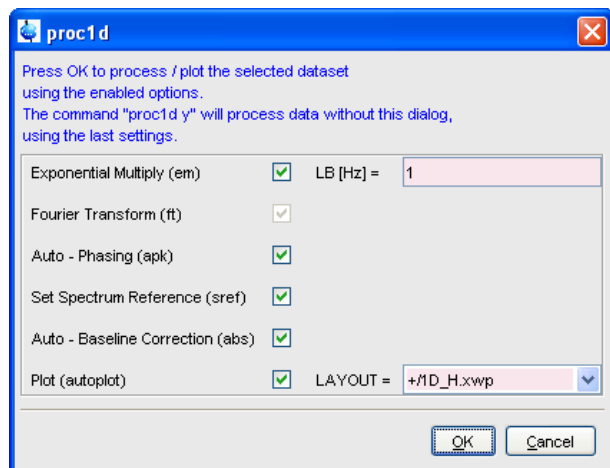 proc1d
Press OK to process / plot the selected dataset
using the enabled options.
The command "proc1d y" will process data without this dialog,
using the last settings.
Exponential Multiply (em) LB [Hz] = 1
Fourier Transform (ft)
Auto - Phasing (apk)
Set Spectrum Reference (sref)
Auto - Baseline Correction (abs)
Plot (autoplot) LAYOUT = +/1D_H.xwp
OK Cancel